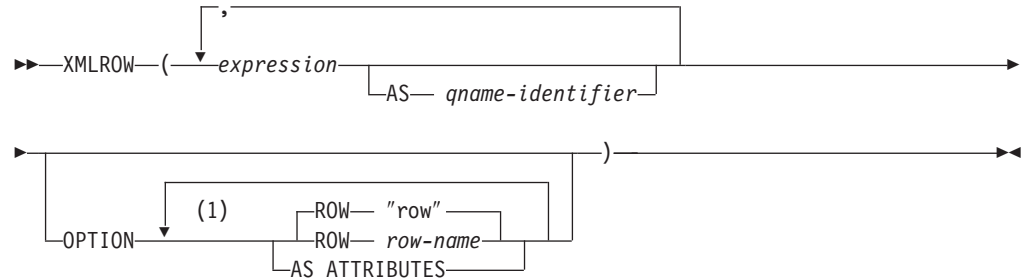 ,
XMLROW ( expression
AS qname-identifier
)
(1) ROW "row"
OPTION ROW row-name
AS ATTRIBUTES